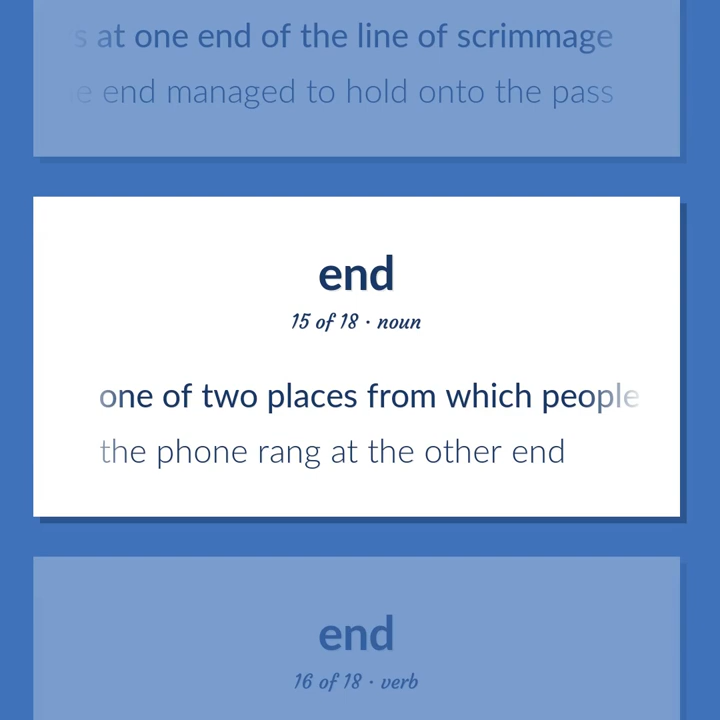 at one end of the line of scrimmage
end managed to hold onto the pass
end
15 of 18 · noun
one of two places from which people
the phone rang at the other end
end
16 of 18 · verb